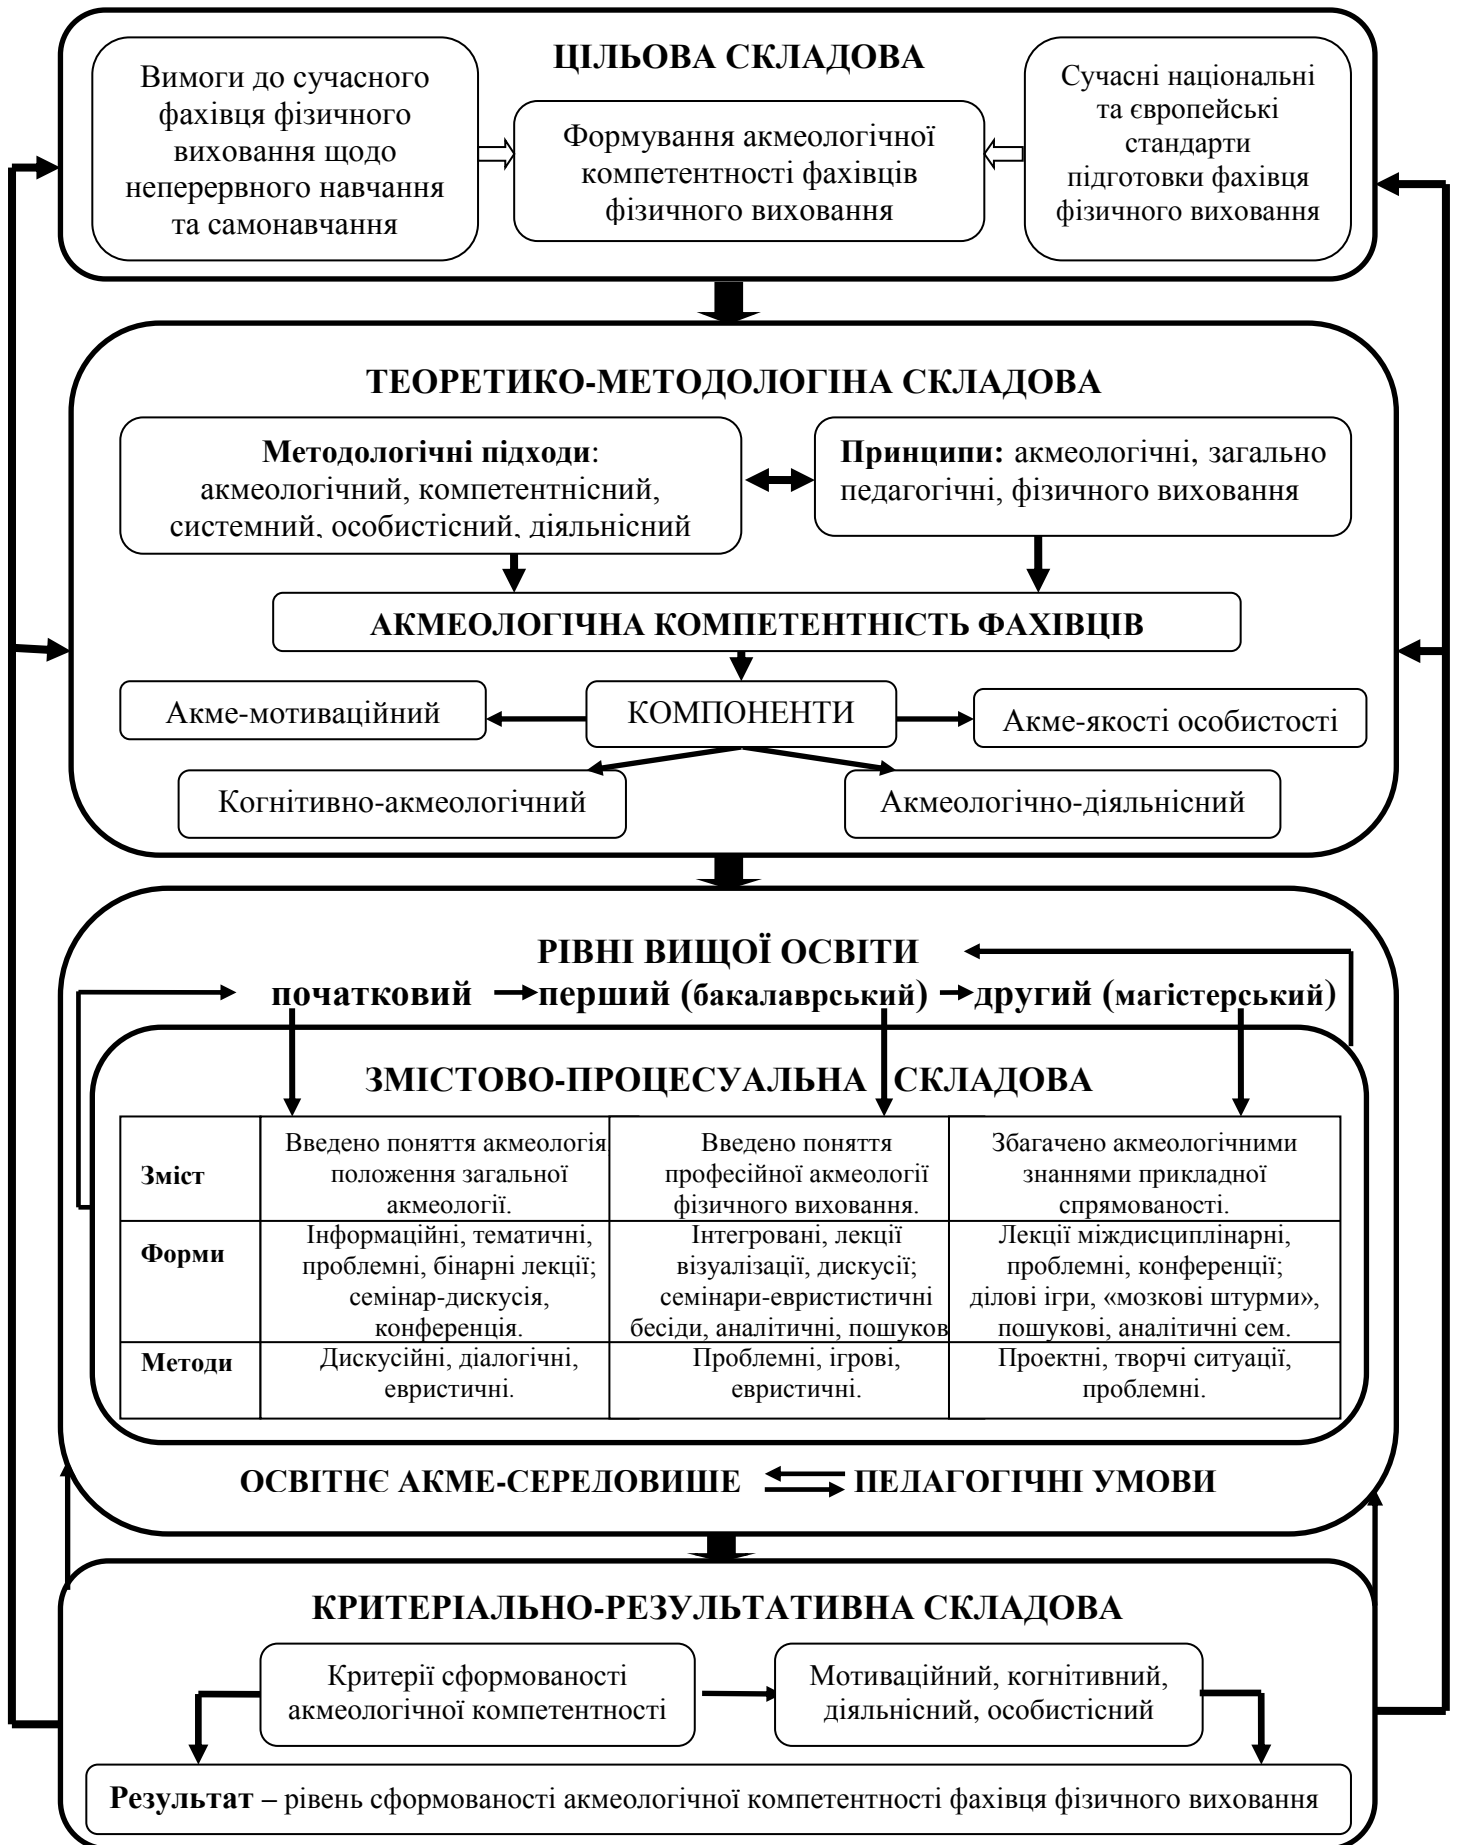 ЦІЛЬОВА СКЛАДОВА
Вимоги до сучасного
фахівця фізичного
виховання щодо
неперервного навчання
та самонавчання
Формування акмеологічної
компетентності фахівців
фізичного виховання
Сучасні національні
та європейські
стандарти
підготовки фахівця
фізичного виховання
ТЕОРЕТИКО-МЕТОДОЛОГІНА СКЛАДОВА
Методологічні підходи:
акмеологічний, компетентнісний,
системний, особистісний, діяльнісний
Принципи: акмеологічні, загально
педагогічні, фізичного виховання
АКМЕОЛОГІЧНА КОМПЕТЕНТНІСТЬ ФАХІВЦІВ
Акме-мотиваційний
КОМПОНЕНТИ
Акме-якості особистості
Когнітивно-акмеологічний
Акмеологічно-діяльнісний
РІВНІ ВИЩОЇ ОСВІТИ
початковий перший (бакалаврський) другий (магістерський)
ЗМІСТОВО-ПРОЦЕСУАЛЬНА СКЛАДОВА
Зміст
Введено поняття акмеологія
положення загальної
акмеології.
Введено поняття
професійної акмеології
фізичного виховання.
Збагачено акмеологічними
знаннями прикладної
спрямованості.
Форми
Інформаційні, тематичні,
проблемні, бінарні лекції;
семінар-дискусія,
конференція.
Інтегровані, лекції
візуалізації, дискусії;
семінари-евристистичні
бесіди, аналітичні, пошуков
Лекції міждисциплінарні,
проблемні, конференції;
ділові ігри, «мозкові штурми»,
пошукові, аналітичні сем.
Методи
Дискусійні, діалогічні,
евристичні.
Проблемні, ігрові,
евристичні.
Проектні, творчі ситуації,
проблемні.
ОСВІТНЄ АКМЕ-СЕРЕДОВИШЕ ПЕДАГОГІЧНІ УМОВИ
КРИТЕРІАЛЬНО-РЕЗУЛЬТАТИВНА СКЛАДОВА
Критерії сформованості
акмеологічної компетентності
Мотиваційний, когнітивний,
діяльнісний, особистісний
Результат – рівень сформованості акмеологічної компетентності фахівця фізичного виховання